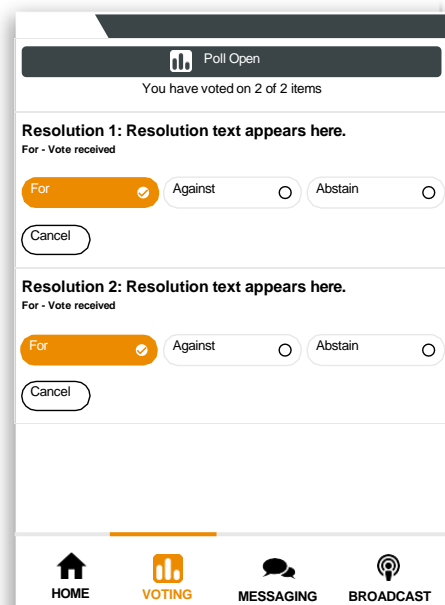 Poll Open
You have voted on 2 of 2 items
Resolution 1: Resolution text appears here.
For - Vote received
For Against Abstain
Cancel
Resolution 2: Resolution text appears here.
For - Vote received
For Against Abstain
Cancel
HOME VOTING MESSAGING BROADCAST